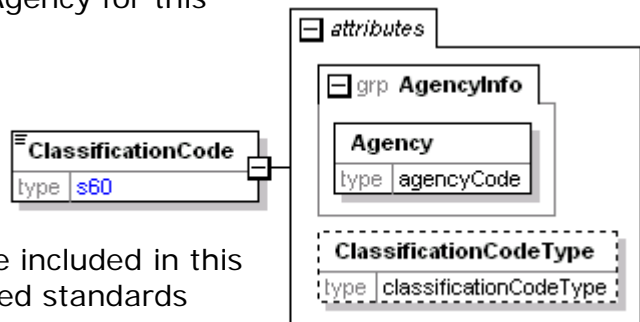 Agency for this
attributes
grp AgencyInfo
Agency
type agencyCode
ClassificationCode
type s60
ClassificationCodeType
type classificationCodeType
e included in this
ed standards